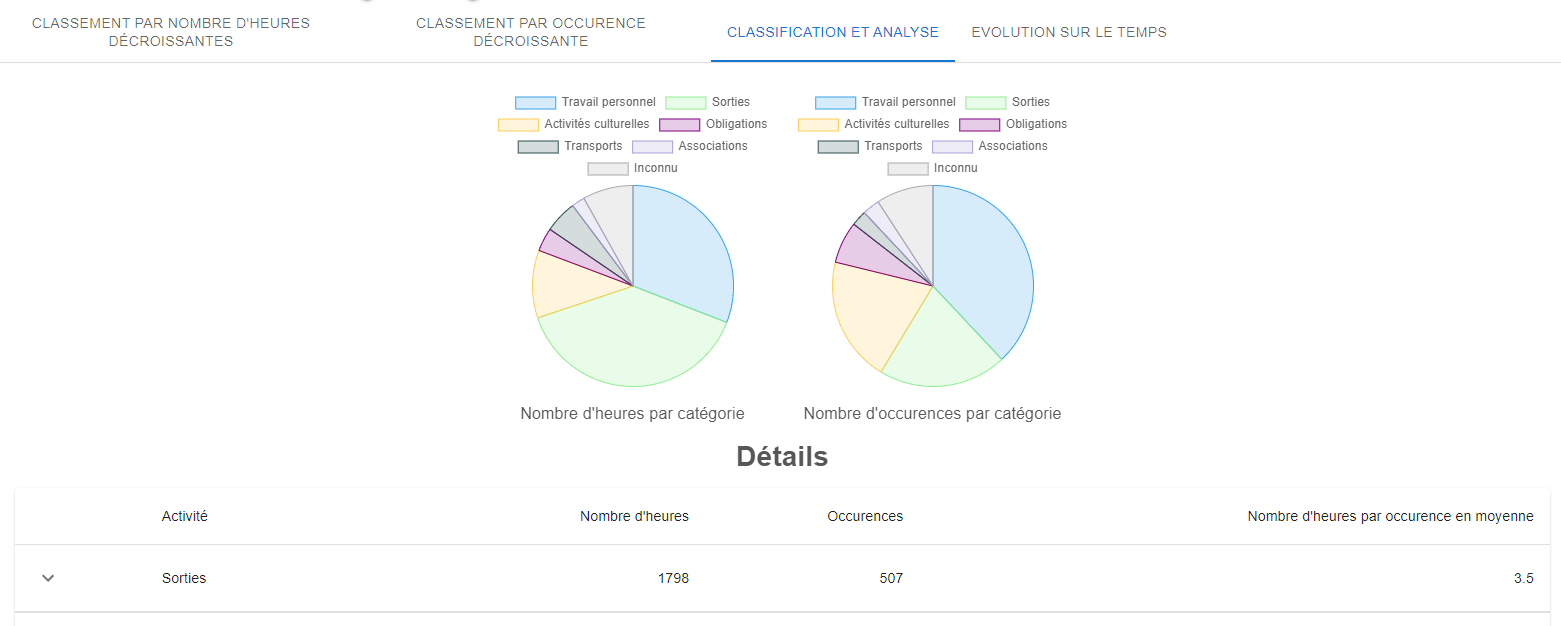 CLASSEMENT PAR NOMBRE D'HEURES
DÉCROISSANTES
CLASSEMENT PAR OCCURENCE
DÉCROISSANTE
CLASSIFICATION ET ANALYSE
EVOLUTION SUR LE TEMPS
Travail personnel Sorties
Activités culturelles Obligations
Transports Associations
Inconnu
Nombre d'heures par catégorie
Travail personnel Sorties
Activités culturelles Obligations
Transports Associations
Inconnu
Nombre d'occurences par catégorie
Détails
Activité Nombre d'heures Occurences Nombre d'heures par occurence en moyenne
Sorties 1798 507 3.5